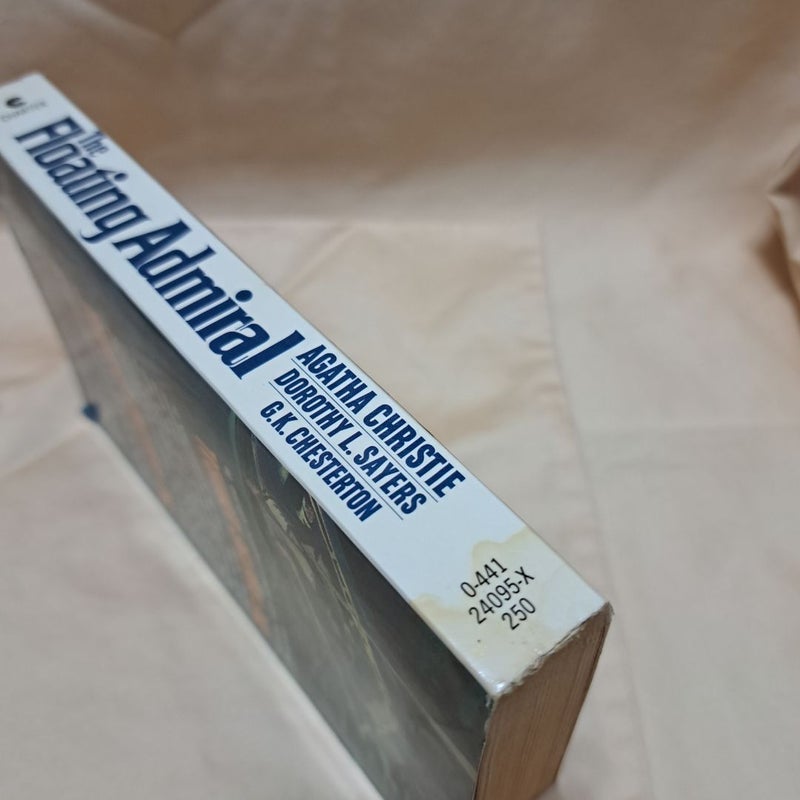 The
Floating Admiral
AGATHA CHRISTIE
DOROTHY L. SAYERS
G.K. CHESTERTON
0-441
24095-X
250